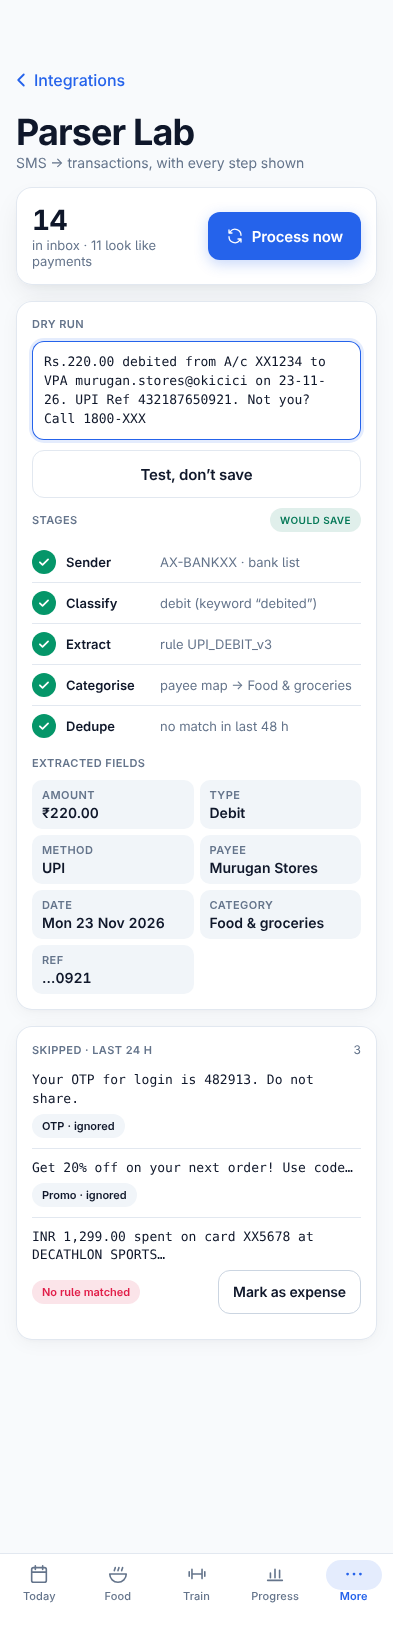 Integrations
Parser Lab
SMS → transactions, with every step shown
14
in inbox · 11 look like
payments
Process now
DRY RUN
Rs.220.00 debited from A/c XX1234 to
VPA murugan.stores@okicici on 23-11-
26. UPI Ref 432187650921. Not you?
Call 1800-XXX
Test, don’t save
STAGES
WOULD SAVE
Sender
AX-BANKXX · bank list
Classify
debit (keyword “debited”)
Extract
rule UPI_DEBIT_v3
Categorise
payee map → Food & groceries
Dedupe
no match in last 48 h
EXTRACTED FIELDS
AMOUNT
₹220.00
TYPE
Debit
METHOD
UPI
PAYEE
Murugan Stores
DATE
Mon 23 Nov 2026
CATEGORY
Food & groceries
REF
…0921
SKIPPED · LAST 24 H
3
Your OTP for login is 482913. Do not
share.
OTP · ignored
Get 20% off on your next order! Use code…
Promo · ignored
INR 1,299.00 spent on card XX5678 at
DECATHLON SPORTS…
No rule matched
Mark as expense
Today
Food
Train
Progress
More